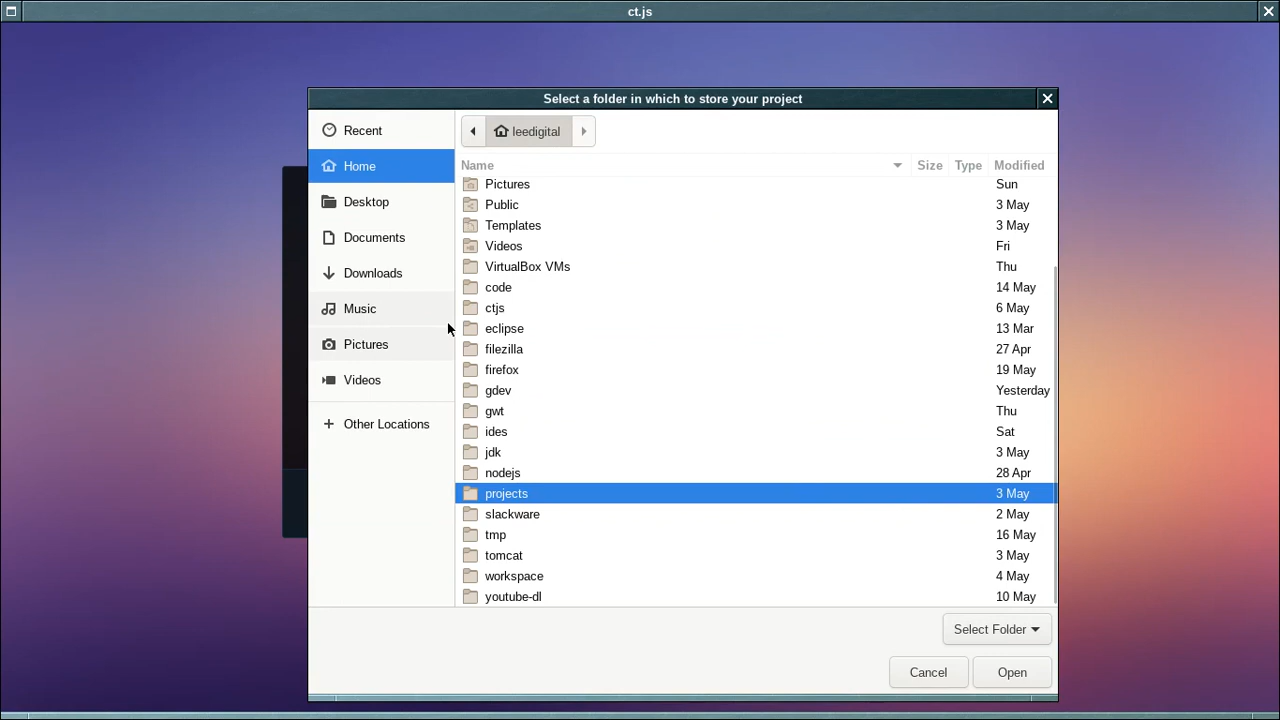 ct.js
Select a folder in which to store your project
Recent
Home
Desktop
Documents
Downloads
Music
Pictures
Videos
Other Locations
leedigital
Name Size Type Modified
Pictures Sun
Public 3 May
Templates 3 May
Videos Fri
VirtualBox VMs Thu
code 14 May
ctjs 6 May
eclipse 13 Mar
filezilla 27 Apr
firefox 19 May
gdev Yesterday
gwt Thu
ides Sat
jdk 3 May
nodejs 28 Apr
projects 3 May
slackware 2 May
tmp 16 May
tomcat 3 May
workspace 4 May
youtube-dl 10 May
Select Folder
Cancel Open